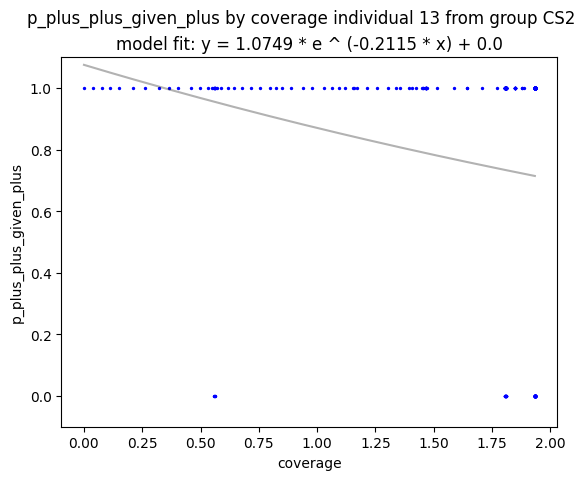 p_plus_plus_given_plus by coverage individual 13 from group CS2
model fit: y = 1.0749 * e ^ (-0.2115 * x) + 0.0
1.0
0.8
0.6
0.4
0.2
0.0
p_plus_plus_given_plus
0.00 0.25 0.50 0.75 1.00 1.25 1.50 1.75 2.00
coverage